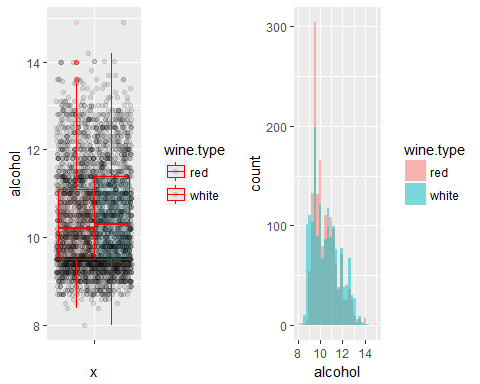 alcohol
14
12
10
8
x
wine.type
red
white
count
300
200
100
0
8 10 12 14
alcohol
wine.type
red
white